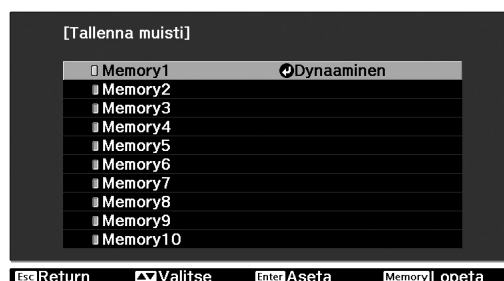 [Tallenna muisti]
Memory1 Dynaaminen
Memory2
Memory3
Memory4
Memory5
Memory6
Memory7
Memory8
Memory9
Memory10
Esc Return Valitse Enter Aseta Memory Lopeta